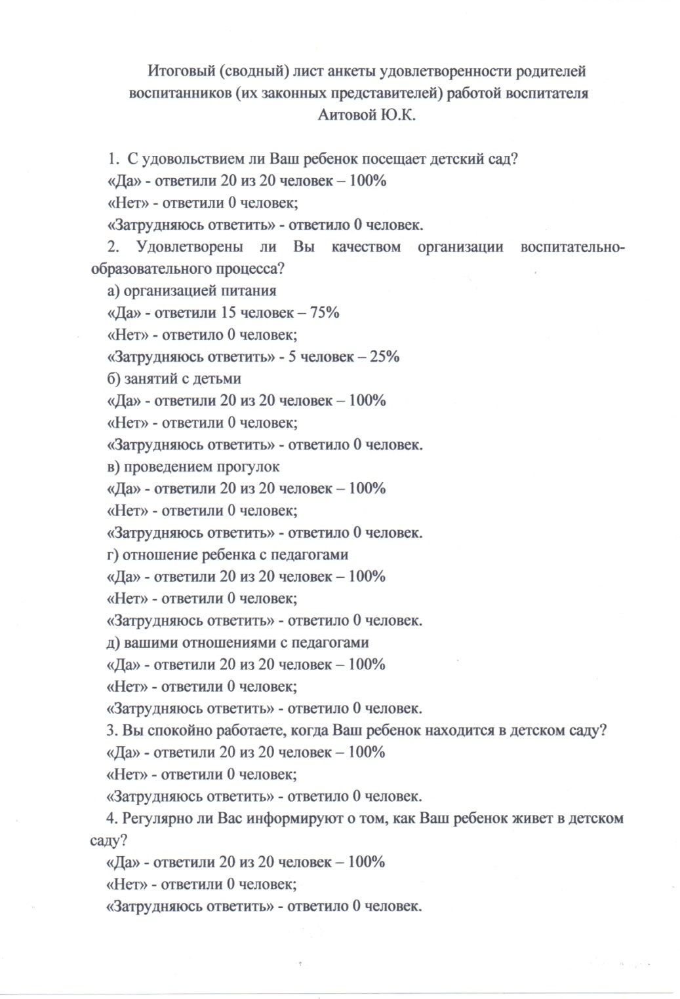 Итоговый (сводный) лист анкеты удовлетворенности родителей
воспитанников (их законных представителей) работой воспитателя
Аитовой Ю.К.
1. С удовольствием ли Ваш ребенок посещает детский сад?
«Да» - ответили 20 из 20 человек – 100%
«Нет» - ответили 0 человек;
«Затрудняюсь ответить» - ответило 0 человек.
2. Удовлетворены ли Вы качеством организации воспитательно-
образовательного процесса?
а) организацией питания
«Да» - ответили 15 человек – 75%
«Нет» - ответило 0 человек;
«Затрудняюсь ответить» - 5 человек – 25%
б) занятий с детьми
«Да» - ответили 20 из 20 человек – 100%
«Нет» - ответили 0 человек;
«Затрудняюсь ответить» - ответило 0 человек.
в) проведением прогулок
«Да» - ответили 20 из 20 человек – 100%
«Нет» - ответили 0 человек;
«Затрудняюсь ответить» - ответило 0 человек.
г) отношение ребенка с педагогами
«Да» - ответили 20 из 20 человек – 100%
«Нет» - ответили 0 человек;
«Затрудняюсь ответить» - ответило 0 человек.
д) вашими отношениями с педагогами
«Да» - ответили 20 из 20 человек – 100%
«Нет» - ответили 0 человек;
«Затрудняюсь ответить» - ответило 0 человек.
3. Вы спокойно работаете, когда Ваш ребенок находится в детском саду?
«Да» - ответили 20 из 20 человек – 100%
«Нет» - ответили 0 человек;
«Затрудняюсь ответить» - ответило 0 человек.
4. Регулярно ли Вас информируют о том, как Ваш ребенок живет в детском
саду?
«Да» - ответили 20 из 20 человек – 100%
«Нет» - ответили 0 человек;
«Затрудняюсь ответить» - ответило 0 человек.